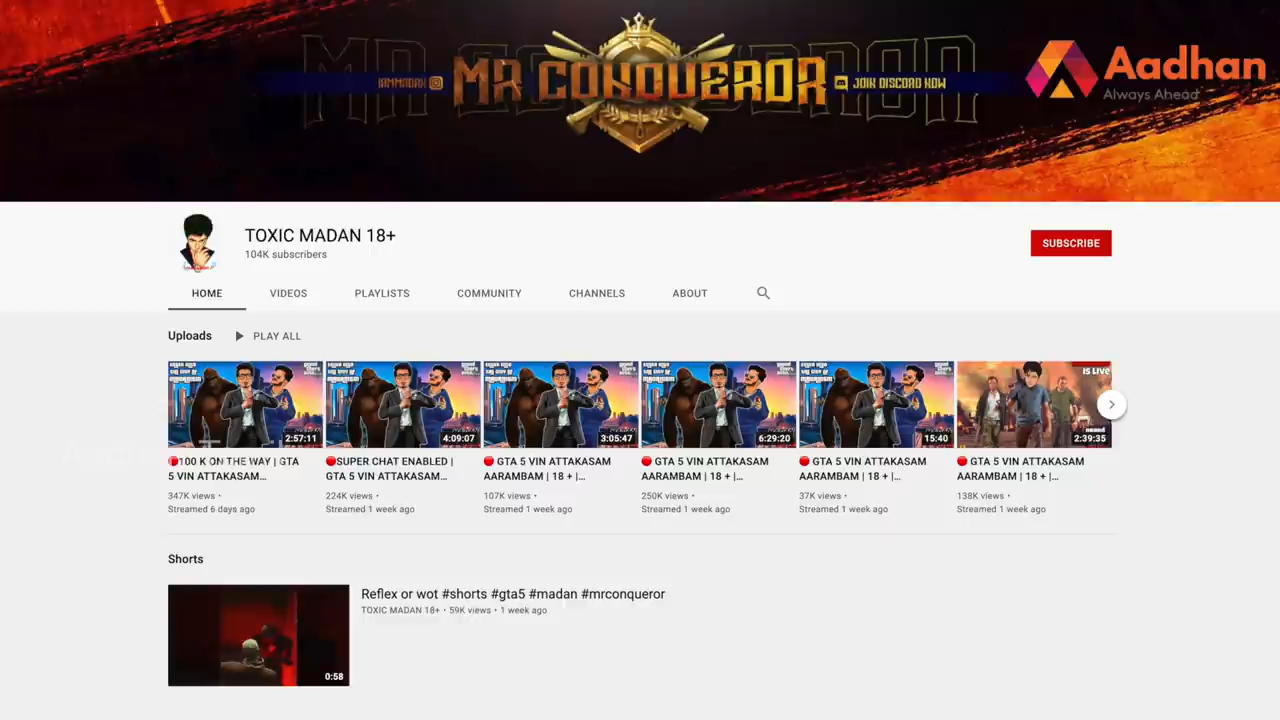 MR CONQUEROR
IAMMADAN
MR CONQUEROR
JOIN DISCORD NOW
Aadhan
Always Ahead
TOXIC MADAN 18+
104K subscribers
SUBSCRIBE
HOME VIDEOS PLAYLISTS COMMUNITY CHANNELS ABOUT
Uploads PLAY ALL
IS LIVE
2:57:11 4:09:07 3:05:47 6:29:20 15:40 2:39:35
🔴100 K ON THE WAY | GTA
5 VIN ATTAKASAM...
347K views •
Streamed 6 days ago
🔴SUPER CHAT ENABLED |
GTA 5 VIN ATTAKASAM...
224K views •
Streamed 1 week ago
🔴 GTA 5 VIN ATTAKASAM
AARAMBAM | 18 + |...
107K views •
Streamed 1 week ago
🔴 GTA 5 VIN ATTAKASAM
AARAMBAM | 18 + |...
250K views •
Streamed 1 week ago
🔴 GTA 5 VIN ATTAKASAM
AARAMBAM | 18 + |...
37K views •
Streamed 1 week ago
🔴 GTA 5 VIN ATTAKASAM
AARAMBAM | 18 + |...
138K views •
Streamed 1 week ago
Shorts
0:58
Reflex or wot #shorts #gta5 #madan #mrconqueror
TOXIC MADAN 18+ • 59K views • 1 week ago